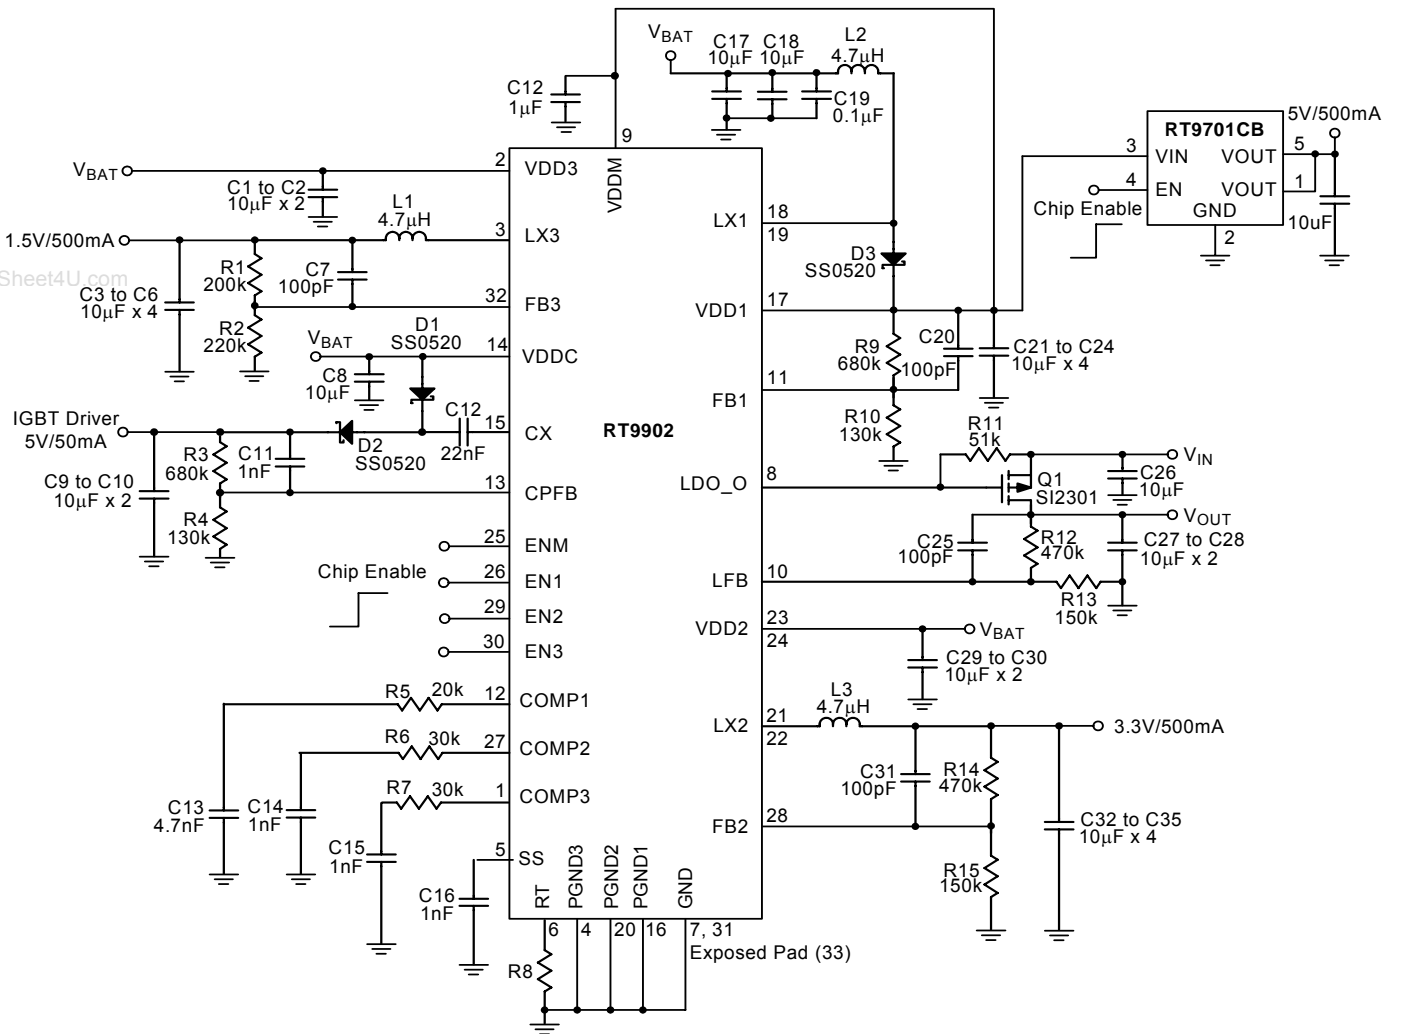 VBAT
C17
10μF
C18
10μF
L2
4.7μH
C12
1μF
C19
0.1μF
9
VDDM
RT9701CB
5V/500mA
3
VIN
VOUT
5
4
EN
VOUT
1
Chip Enable
GND
2
10uF
VBAT
2
VDD3
C1 to C2
10μF x 2
L1
4.7μH
1.5V/500mA
3
LX3
Sheet4U.com
R1
200k
C7
100pF
C3 to C6
10μF x 4
32
FB3
R2
220k
D1
SS0520
VBAT
14
VDDC
C8
10μF
IGBT Driver
5V/50mA
C12
22nF
15
CX
D2
SS0520
R3
680k
C11
1nF
C9 to C10
10μF x 2
13
CPFB
R4
130k
25
ENM
Chip Enable
26
EN1
29
EN2
30
EN3
R5
20k
12
COMP1
R6
30k
27
COMP2
R7
30k
1
COMP3
C13
4.7nF
C14
1nF
C15
1nF
5
SS
C16
1nF
RT9902
RT
PGND3
PGND2
PGND1
GND
6
4
20
16
7, 31
Exposed Pad (33)
R8
LX1
18
19
D3
SS0520
VDD1
17
R9
680k
C20
100pF
C21 to C24
10μF x 4
11
FB1
R10
130k
R11
51k
LDO_O
8
VIN
C26
10μF
Q1
SI2301
VOUT
C25
100pF
R12
470k
C27 to C28
10μF x 2
LFB
10
R13
150k
VDD2
23
24
VBAT
C29 to C30
10μF x 2
L3
4.7μH
LX2
21
22
3.3V/500mA
C31
100pF
R14
470k
FB2
28
C32 to C35
10μF x 4
R15
150k